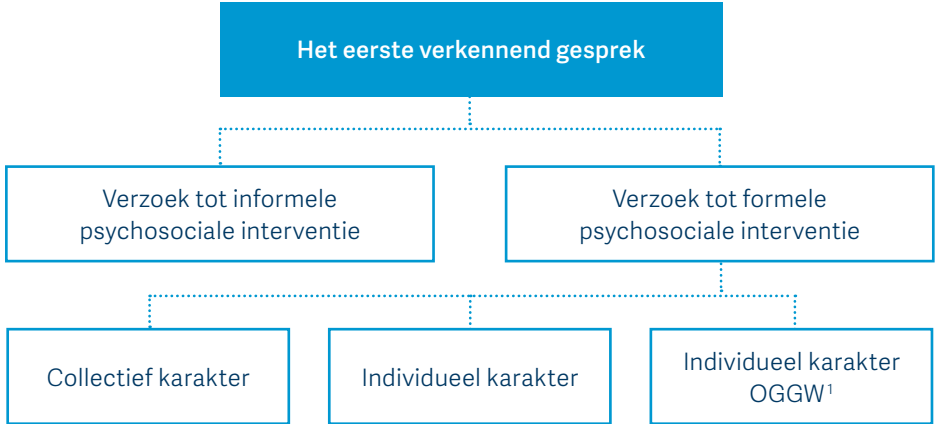 Het eerste verkennend gesprek
Verzoek tot informele
psychosociale interventie
Verzoek tot formele
psychosociale interventie
Collectief karakter
Individueel karakter
Individueel karakter
OGGW¹